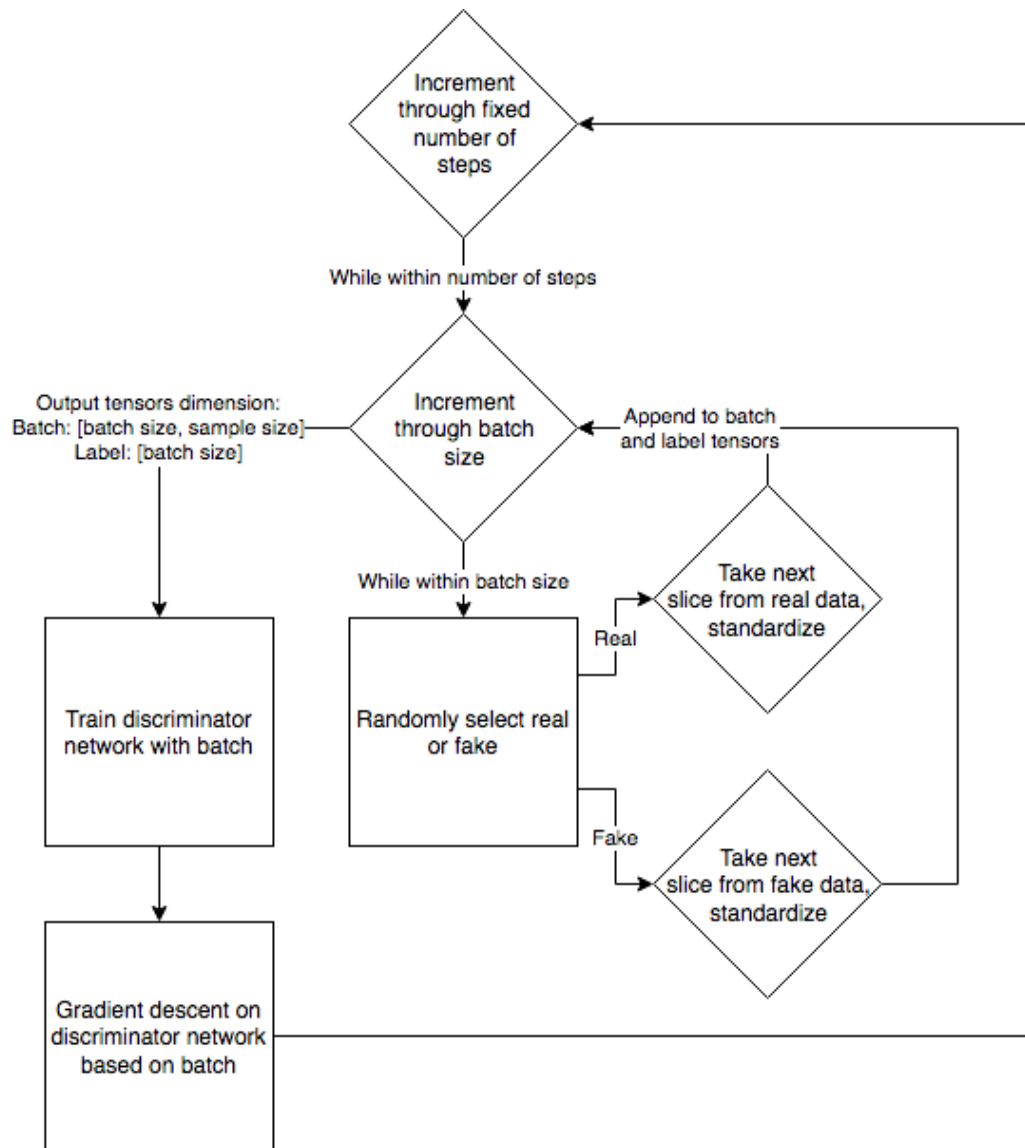 Increment
through fixed
number of
steps
While within number of steps
Output tensors dimension:
Batch: [batch size, sample size]
Label: [batch size]
Increment
through batch
size
Append to batch
and label tensors
While within batch size
Take next
slice from real data,
standardize
Real
Train discriminator
network with batch
Randomly select real
or fake
Fake
Take next
slice from fake data,
standardize
Gradient descent on
discriminator network
based on batch